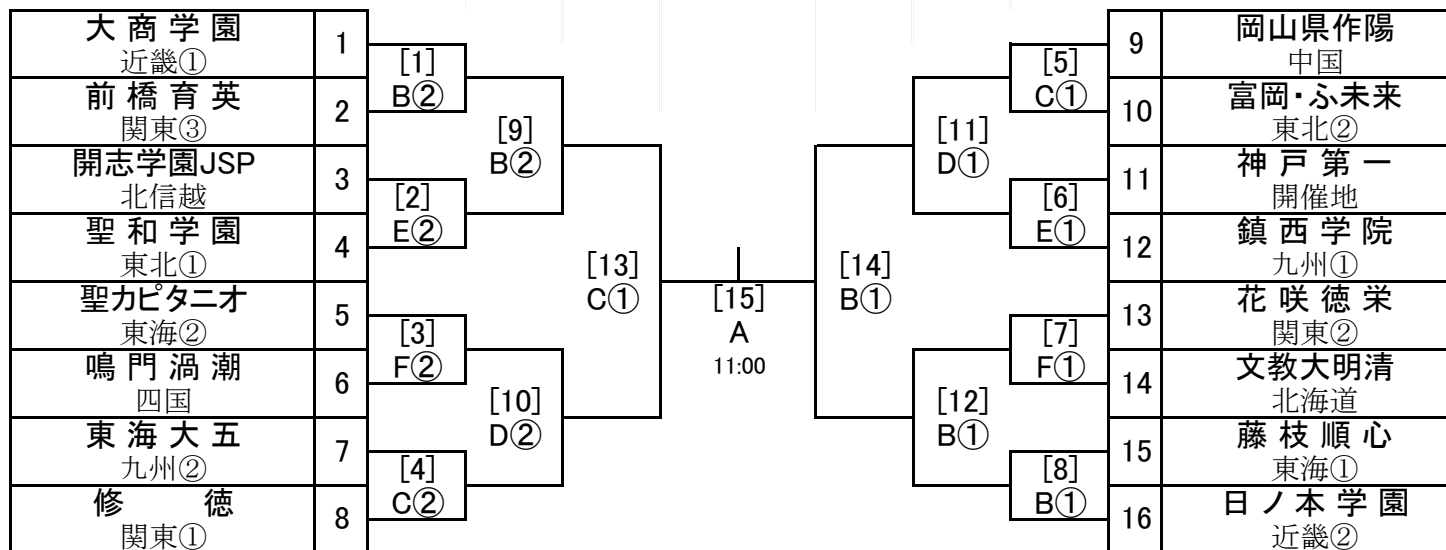 大商学園
近畿①
1
前橋育英
関東③
2
開志学園JSP
北信越
3
聖和学園
東北①
4
聖カピタニオ
東海②
5
鳴門渦潮
四国
6
東海大五
九州②
7
修　徳
関東①
8
[1]
B②
[2]
E②
[3]
F②
[4]
C②
[9]
B②
[10]
D②
[13]
C①
[15]
A
11:00
[14]
B①
[11]
D①
[12]
B①
[5]
C①
[6]
E①
[7]
F①
[8]
B①
9
岡山県作陽
中国
10
富岡・ふ未来
東北②
11
神戸第一
開催地
12
鎮西学院
九州①
13
花咲徳栄
関東②
14
文教大明清
北海道
15
藤枝順心
東海①
16
日ノ本学園
近畿②